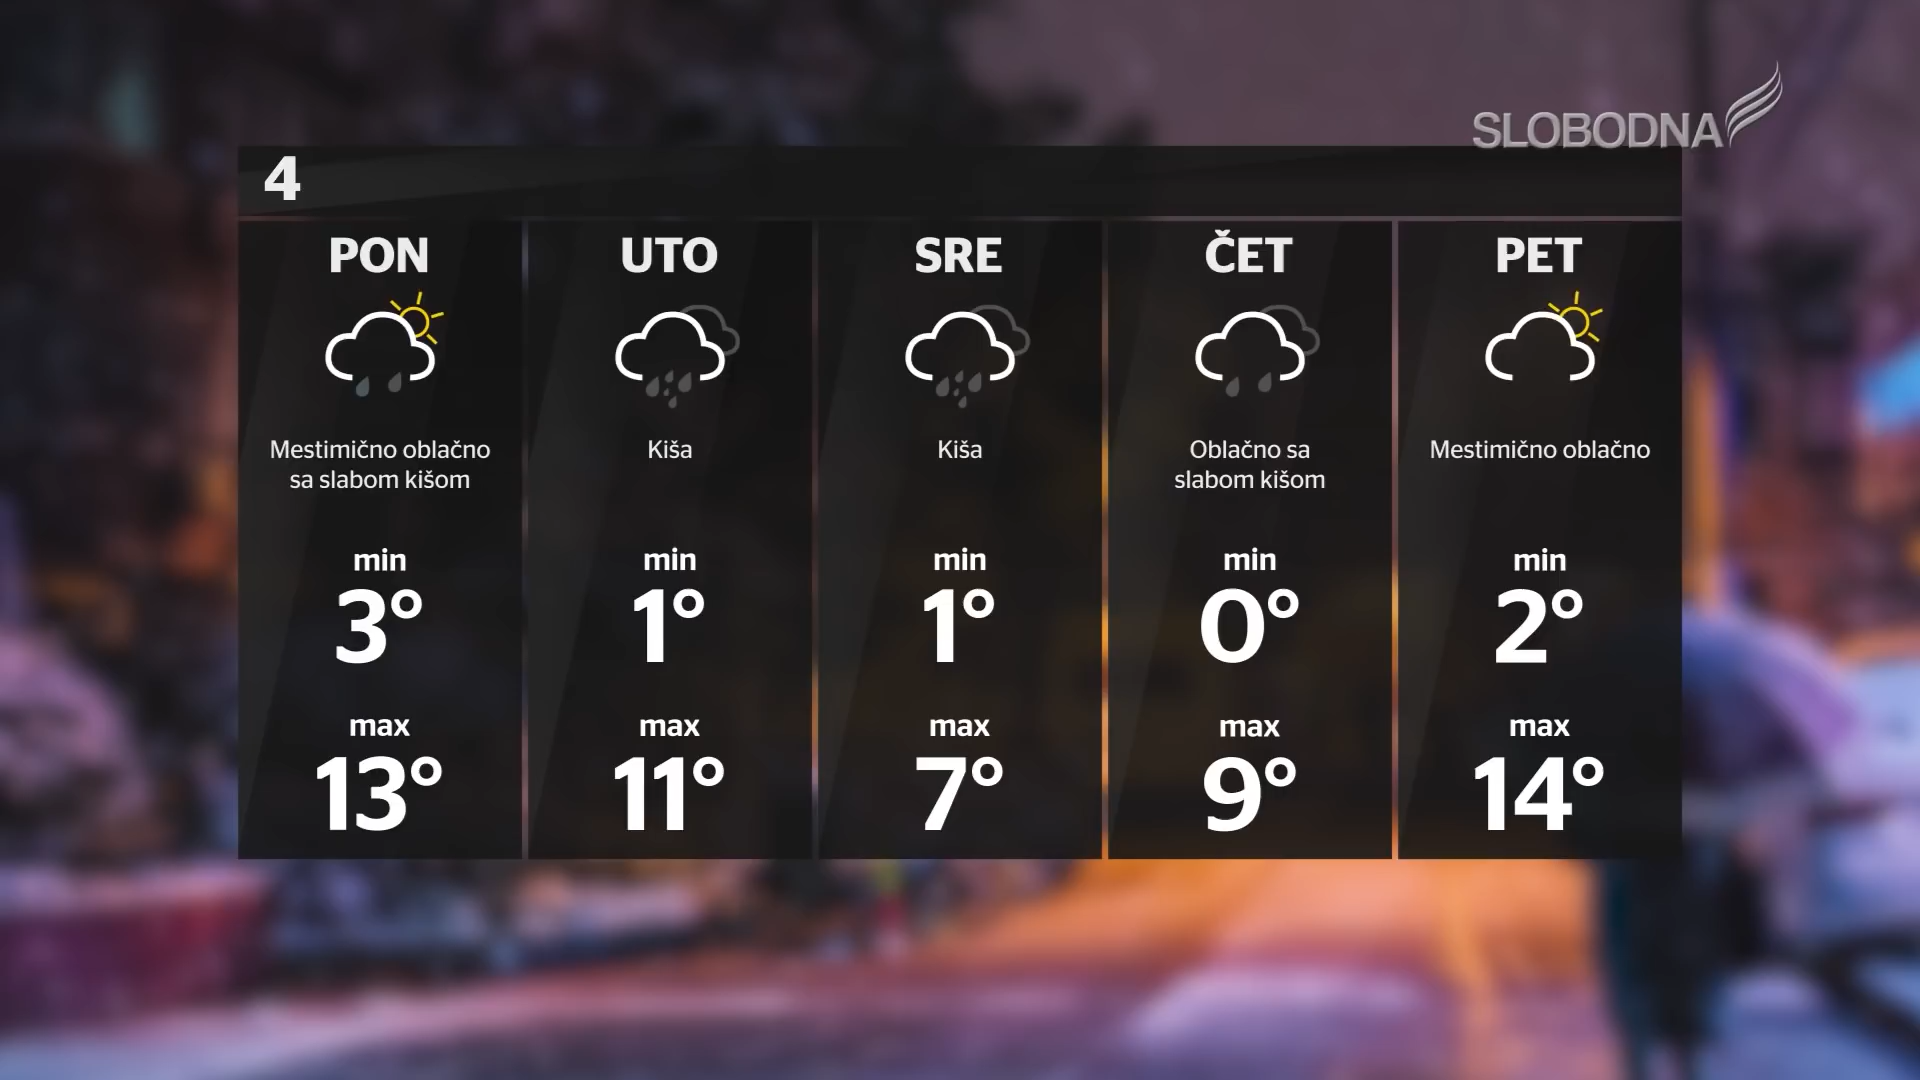 SLOBODNA
4
PON
UTO
SRE
ČET
PET
Mestimično oblačno
sa slabom kišom
Kiša
Kiša
Oblačno sa
slabom kišom
Mestimično oblačno
min
min
min
min
min
3°
1°
1°
0°
2°
max
max
max
max
max
13°
11°
7°
9°
14°